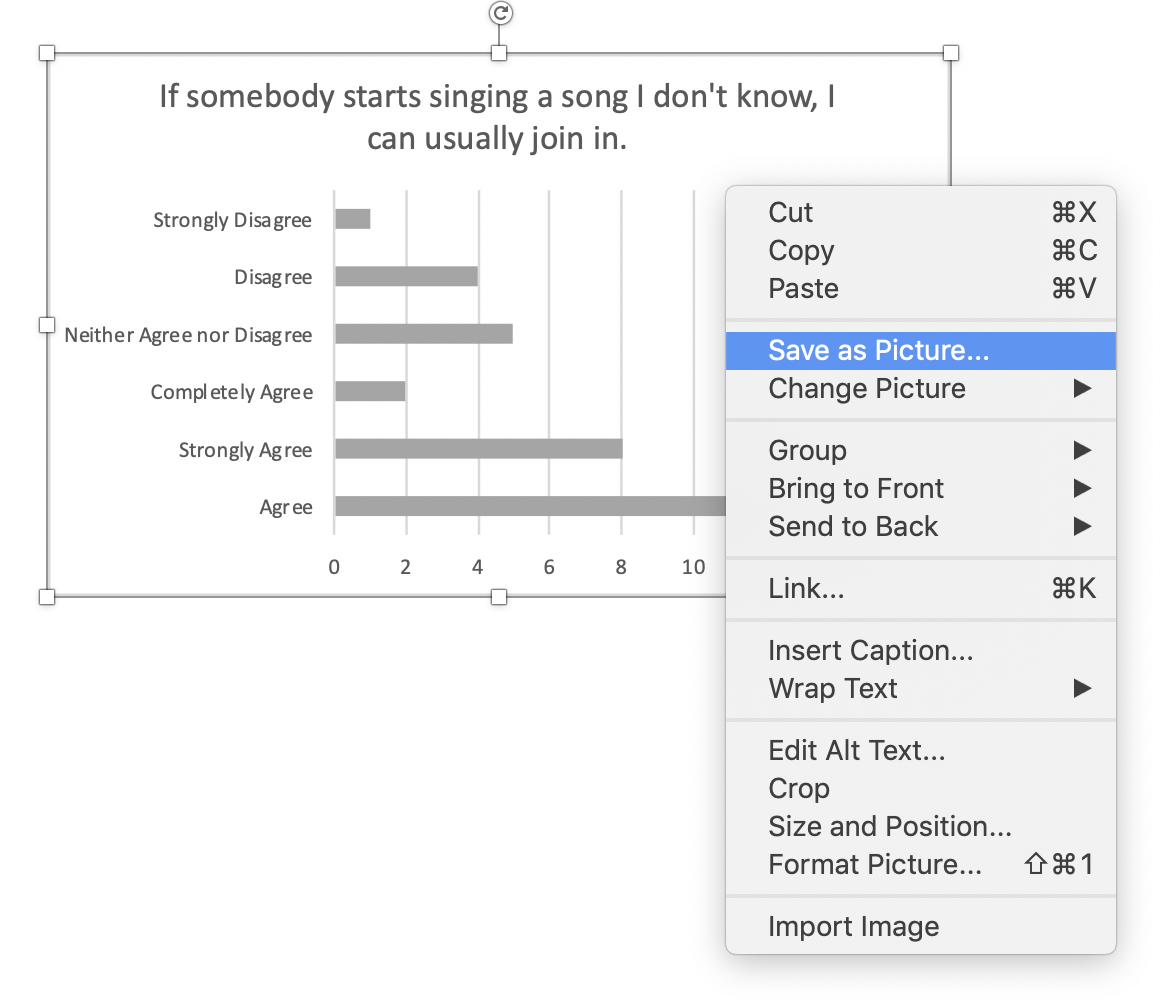 If somebody starts singing a song I don't know, I
can usually join in.
Strongly Disagree
Disagree
Neither Agree nor Disagree
Completely Agree
Strongly Agree
Agree
0 2 4 6 8 10
Cut ⌘X
Copy ⌘C
Paste ⌘V
Save as Picture...
Change Picture ▶
Group ▶
Bring to Front ▶
Send to Back ▶
Link... ⌘K
Insert Caption...
Wrap Text ▶
Edit Alt Text...
Crop
Size and Position...
Format Picture... ⇧⌘1
Import Image